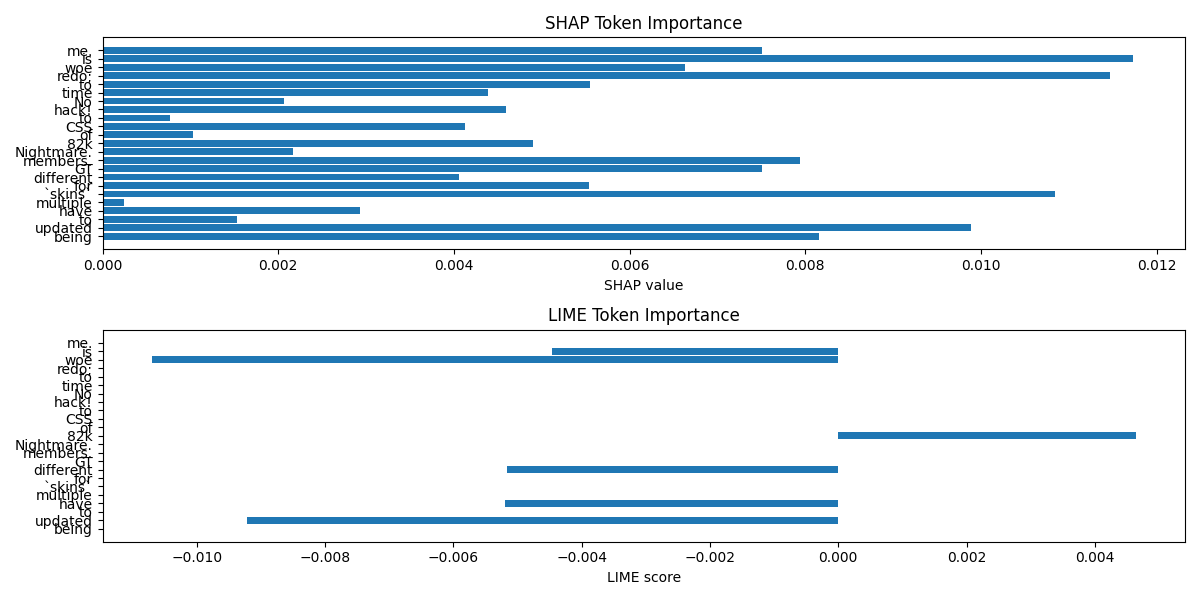 SHAP Token Importance
me.
is
woe
redo.
to
time
No
hack!
to
CSS
of
82k
Nightmare.
members.
GT
different
for
`skins`
multiple
have
to
updated
being
0.000 0.002 0.004 0.006 0.008 0.010 0.012
SHAP value
LIME Token Importance
me.
is
woe
redo.
to
time
No
hack!
to
CSS
of
82k
Nightmare.
members.
GT
different
for
`skins`
multiple
have
to
updated
being
−0.010 −0.008 −0.006 −0.004 −0.002 0.000 0.002 0.004
LIME score